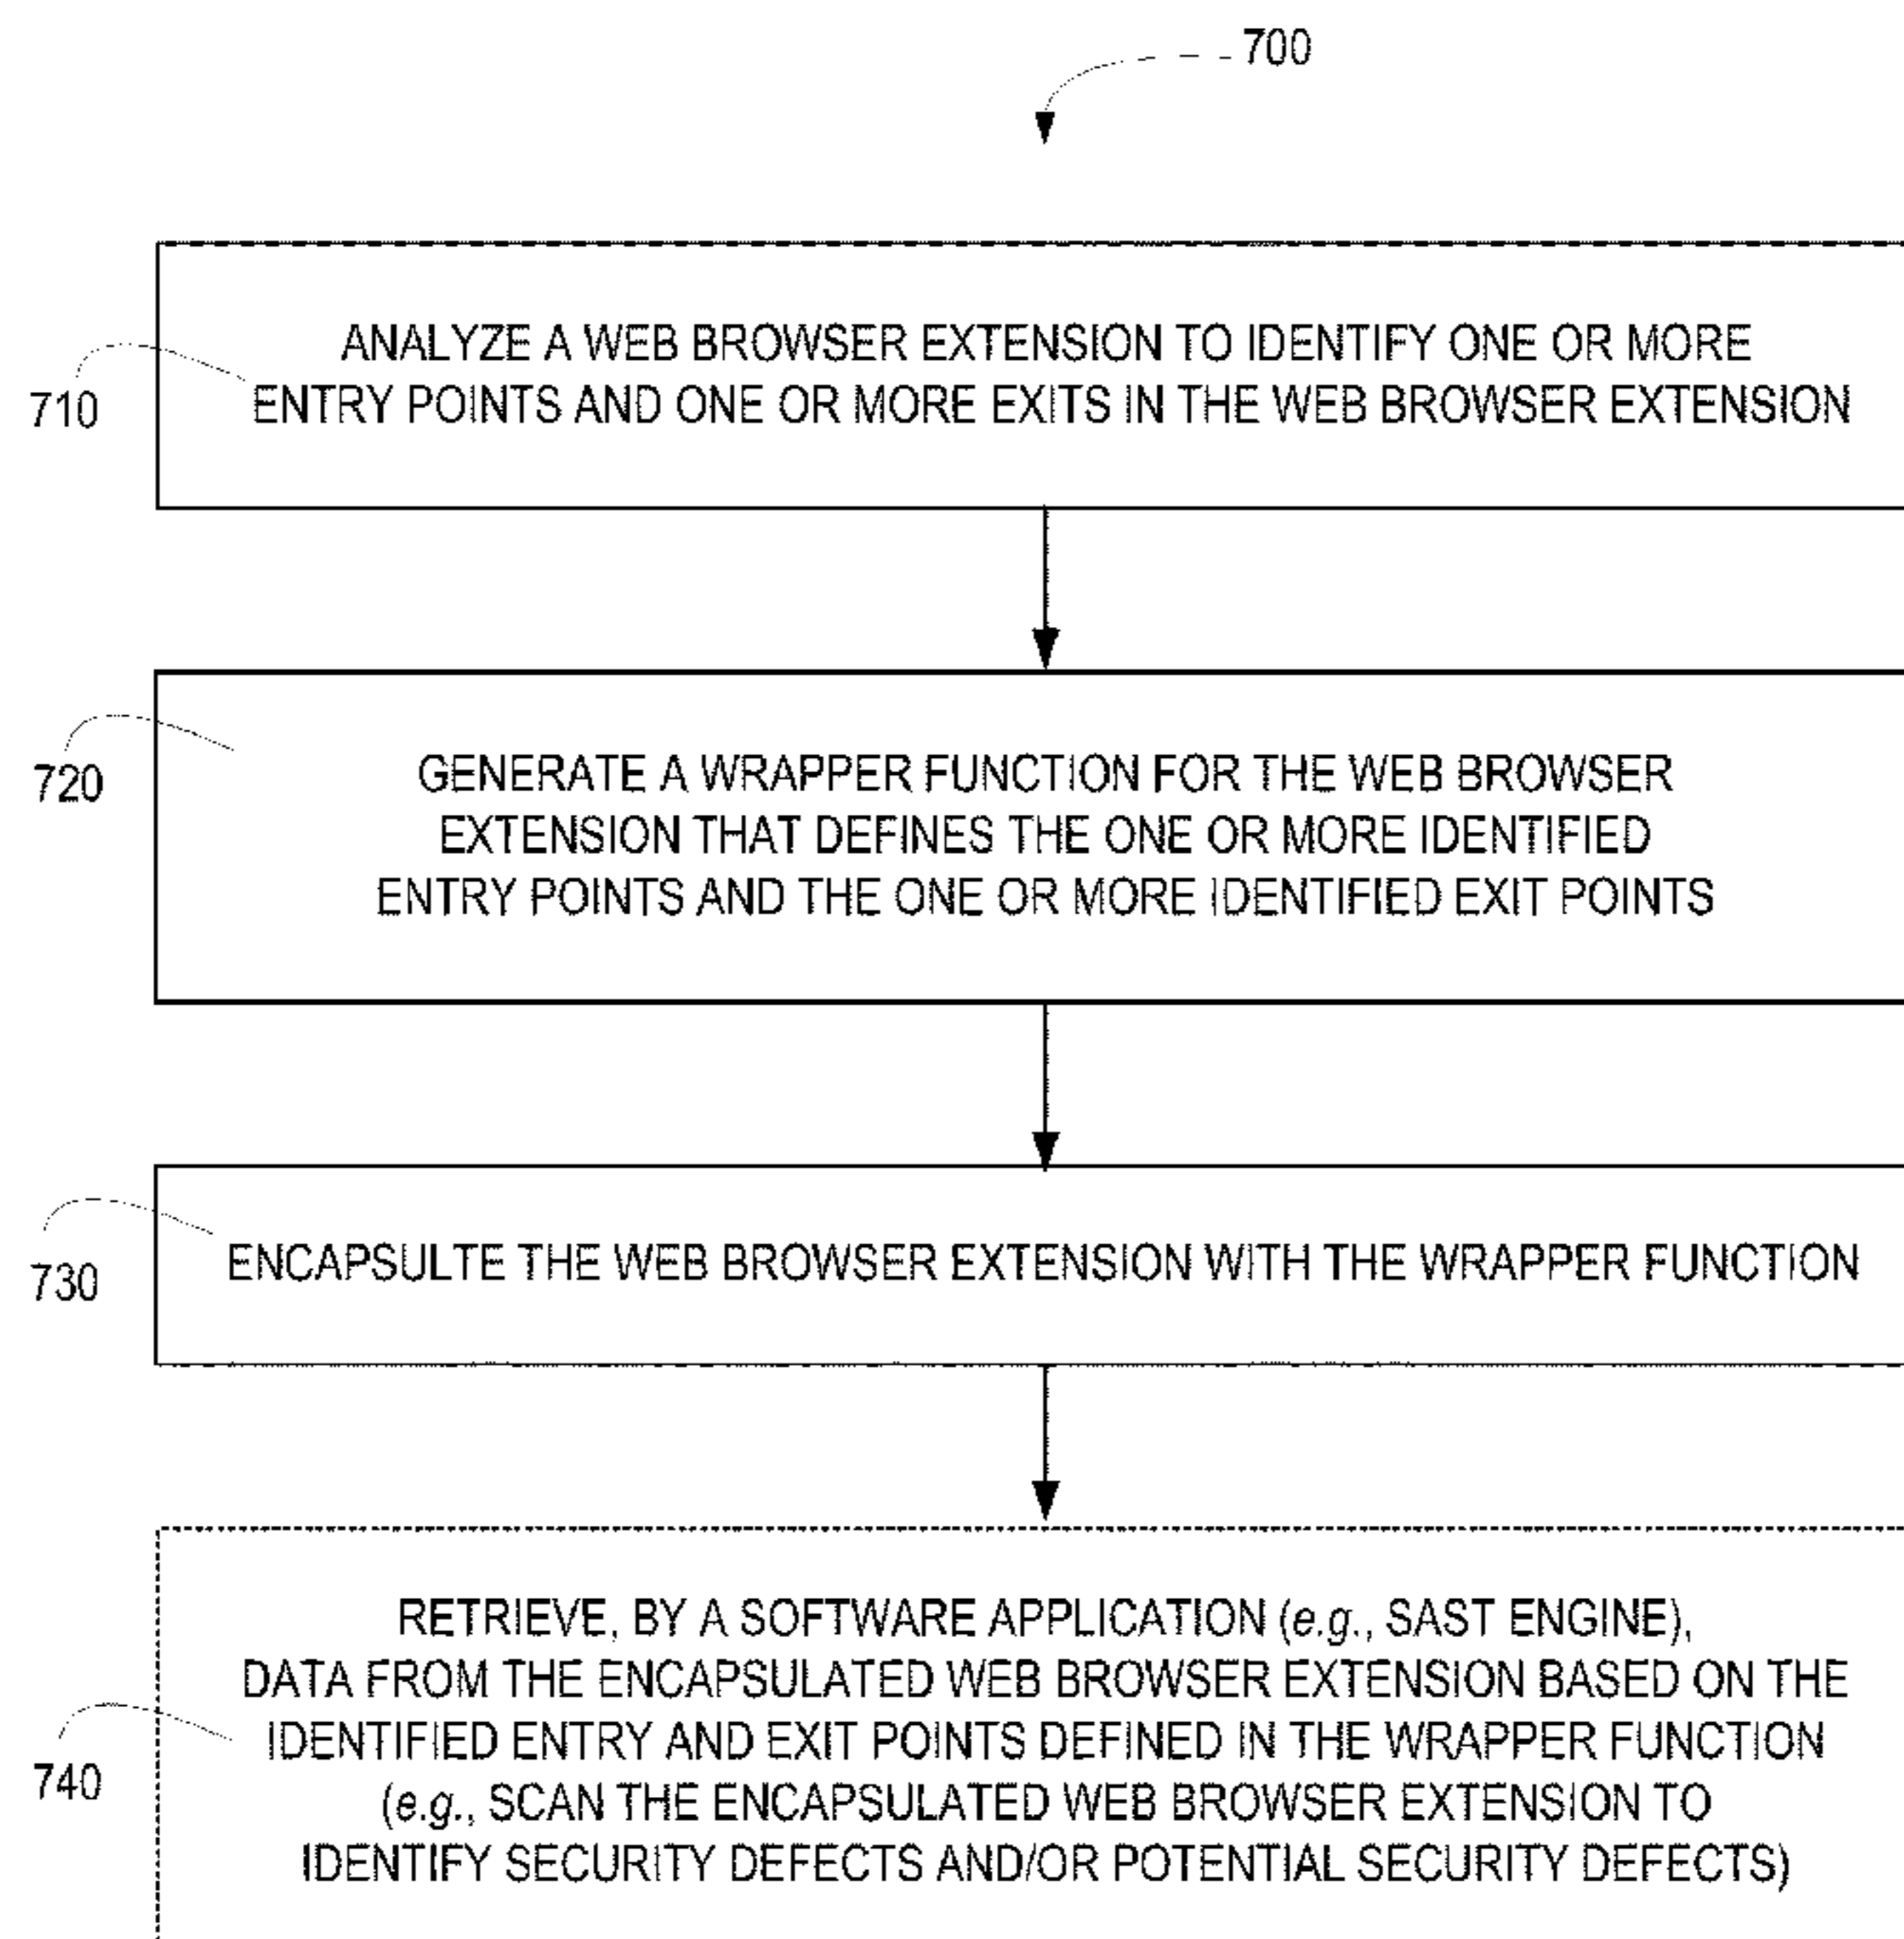 700
ANALYZE A WEB BROWSER EXTENSION TO IDENTIFY ONE OR MORE
ENTRY POINTS AND ONE OR MORE EXITS IN THE WEB BROWSER EXTENSION
710
GENERATE A WRAPPER FUNCTION FOR THE WEB BROWSER
EXTENSION THAT DEFINES THE ONE OR MORE IDENTIFIED
ENTRY POINTS AND THE ONE OR MORE IDENTIFIED EXIT POINTS
720
ENCAPSULTE THE WEB BROWSER EXTENSION WITH THE WRAPPER FUNCTION
730
RETRIEVE, BY A SOFTWARE APPLICATION (e.g., SAST ENGINE),
DATA FROM THE ENCAPSULATED WEB BROWSER EXTENSION BASED ON THE
IDENTIFIED ENTRY AND EXIT POINTS DEFINED IN THE WRAPPER FUNCTION
(e.g., SCAN THE ENCAPSULATED WEB BROWSER EXTENSION TO
IDENTIFY SECURITY DEFECTS AND/OR POTENTIAL SECURITY DEFECTS)
740